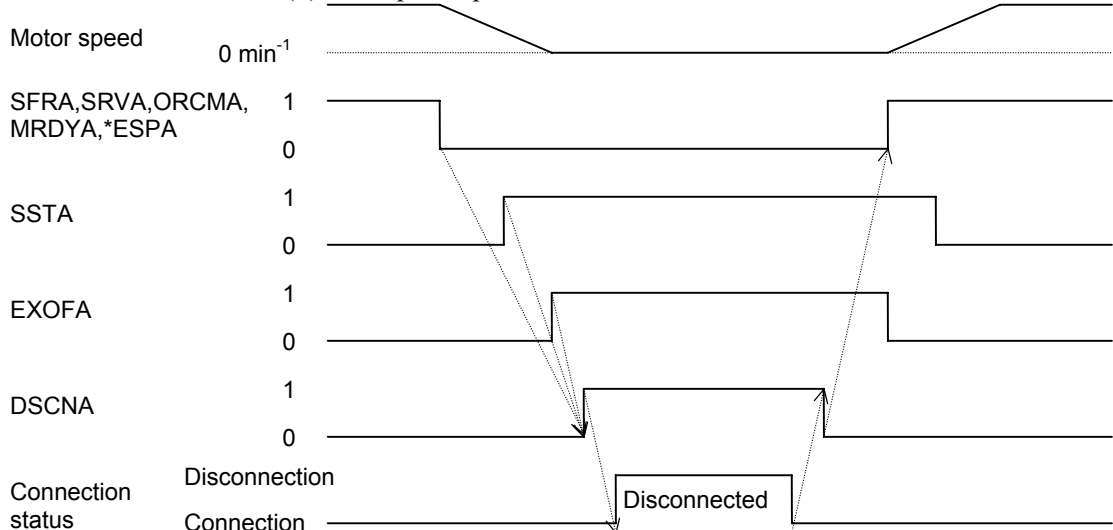 Motor speed
0 min-1
SFRA,SRVA,ORCMA, 1
MRDYA,*ESPA
0
1
SSTA
0
1
EXOFA
0
1
DSCNA
0
Disconnection
Connection
status
Disconnected
Connection